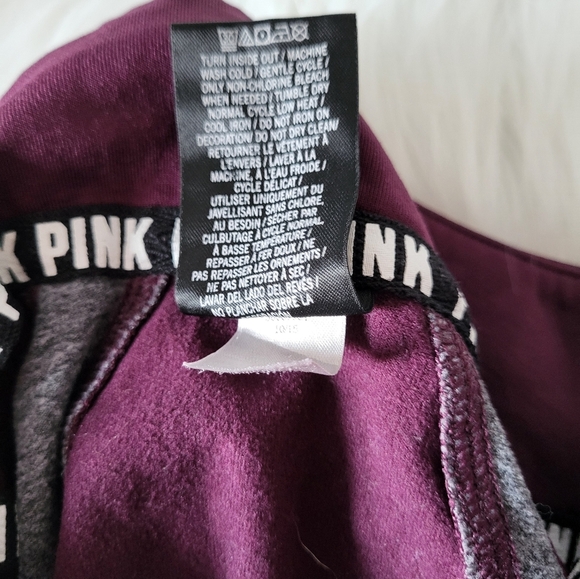 TURN INSIDE OUT / MACHINE
WASH COLD / GENTLE CYCLE /
ONLY NON-CHLORINE BLEACH
WHEN NEEDED / TUMBLE DRY
NORMAL CYCLE LOW HEAT /
COOL IRON / DO NOT IRON ON
DECORATION / DO NOT DRY CLEAN/
RETOURNER LE VÊTEMENT À
L'ENVERS / LAVER À LA
MACHINE, À L'EAU FROIDE /
CYCLE DÉLICAT /
UTILISER UNIQUEMENT DU
JAVELLISANT SANS CHLORE,
AU BESOIN / SÉCHER PAR
CULBUTAGE À CYCLE NORMAL
À BASSE TEMPÉRATURE /
REPASSER À FER DOUX / NE
PAS REPASSER LES ORNEMENTS /
NE PAS NETTOYER À SEC /
LAVAR DEL LADO DEL REVÉS /
NO PLANCHAR SOBRE LA
K PINK
INK